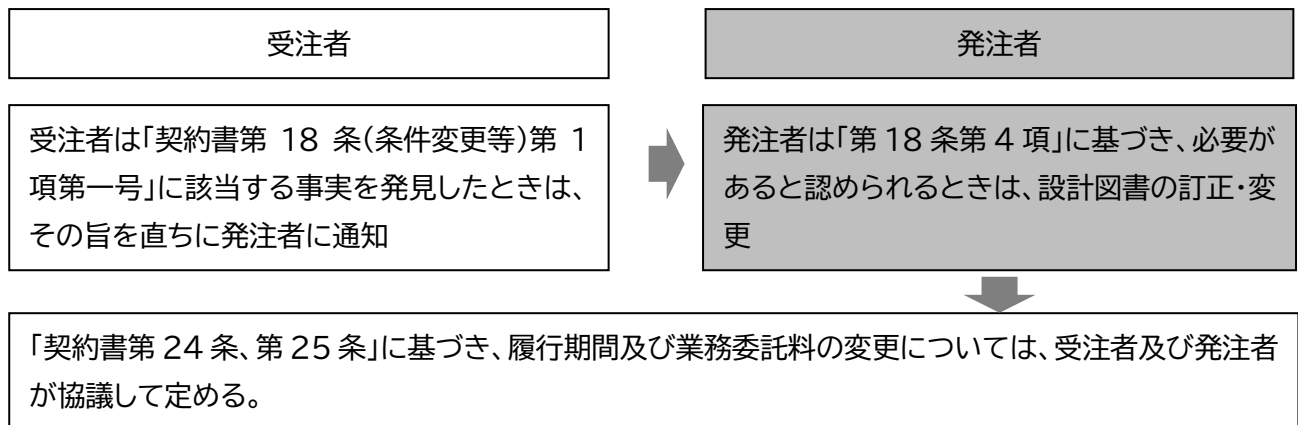 受注者
発注者
受注者は「契約書第 18 条(条件変更等)第 1
項第一号」に該当する事実を発見したときは、
その旨を直ちに発注者に通知
発注者は「第 18 条第 4 項」に基づき、必要が
あると認められるときは、設計図書の訂正・変
更
「契約書第 24 条、第 25 条」に基づき、履行期間及び業務委託料の変更については、受注者及び発注者
が協議して定める。